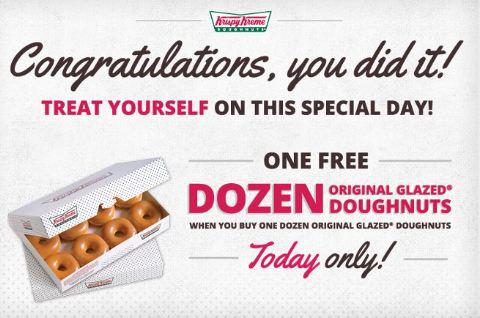 Krispy Kreme
DOUGHNUTS
Congratulations, you did it!
TREAT YOURSELF ON THIS SPECIAL DAY!
ONE FREE
DOZEN ORIGINAL GLAZED® DOUGHNUTS
WHEN YOU BUY ONE DOZEN ORIGINAL GLAZED® DOUGHNUTS
Today only!